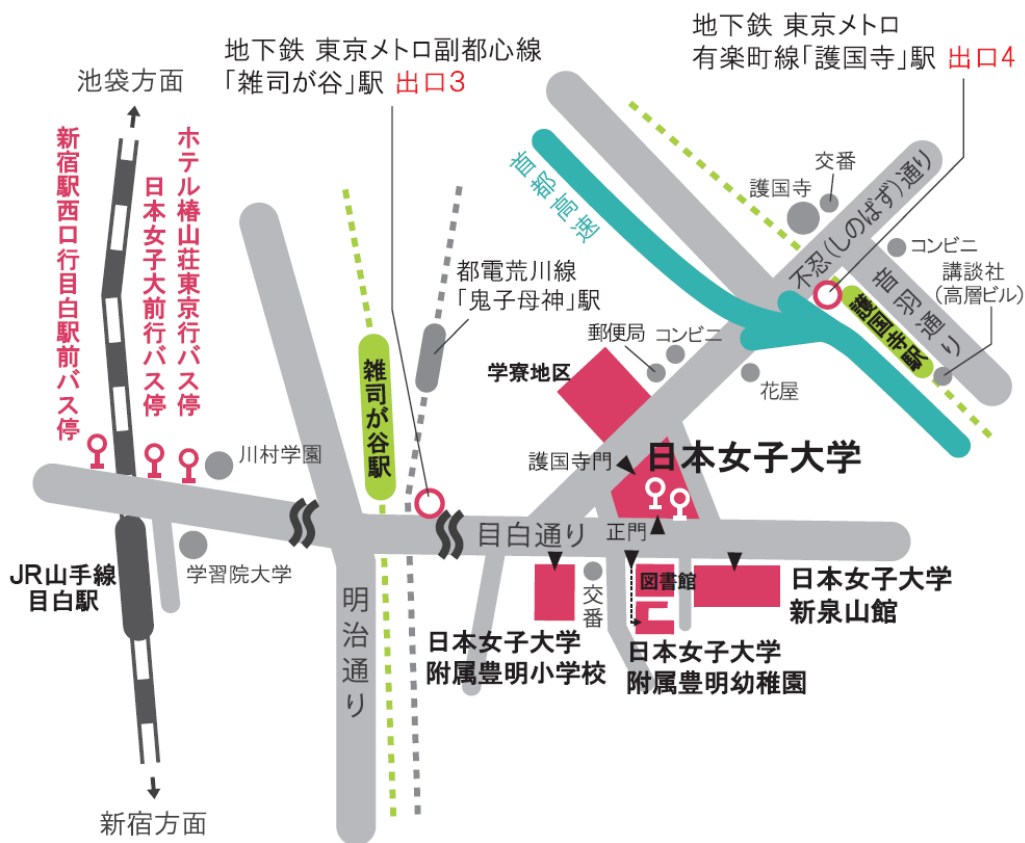 地下鉄 東京メトロ副都心線
「雑司が谷」駅 出口3
地下鉄 東京メトロ
有楽町線「護国寺」駅 出口4
池袋方面
新宿駅西口行目白駅前バス停
日本女子大前行バス停
ホテル椿山荘東京行バス停
首都高速
交番
護国寺
不忍(しのばず)通り
コンビニ
講談社
(高層ビル)
音羽通り
護国寺駅
都電荒川線
「鬼子母神」駅
郵便局
コンビニ
学寮地区
花屋
雑司が谷駅
川村学園
護国寺門
日本女子大学
目白通り
正門
学習院大学
JR山手線
目白駅
明治通り
交番
図書館
日本女子大学
新泉山館
日本女子大学
附属豊明小学校
日本女子大学
附属豊明幼稚園
新宿方面